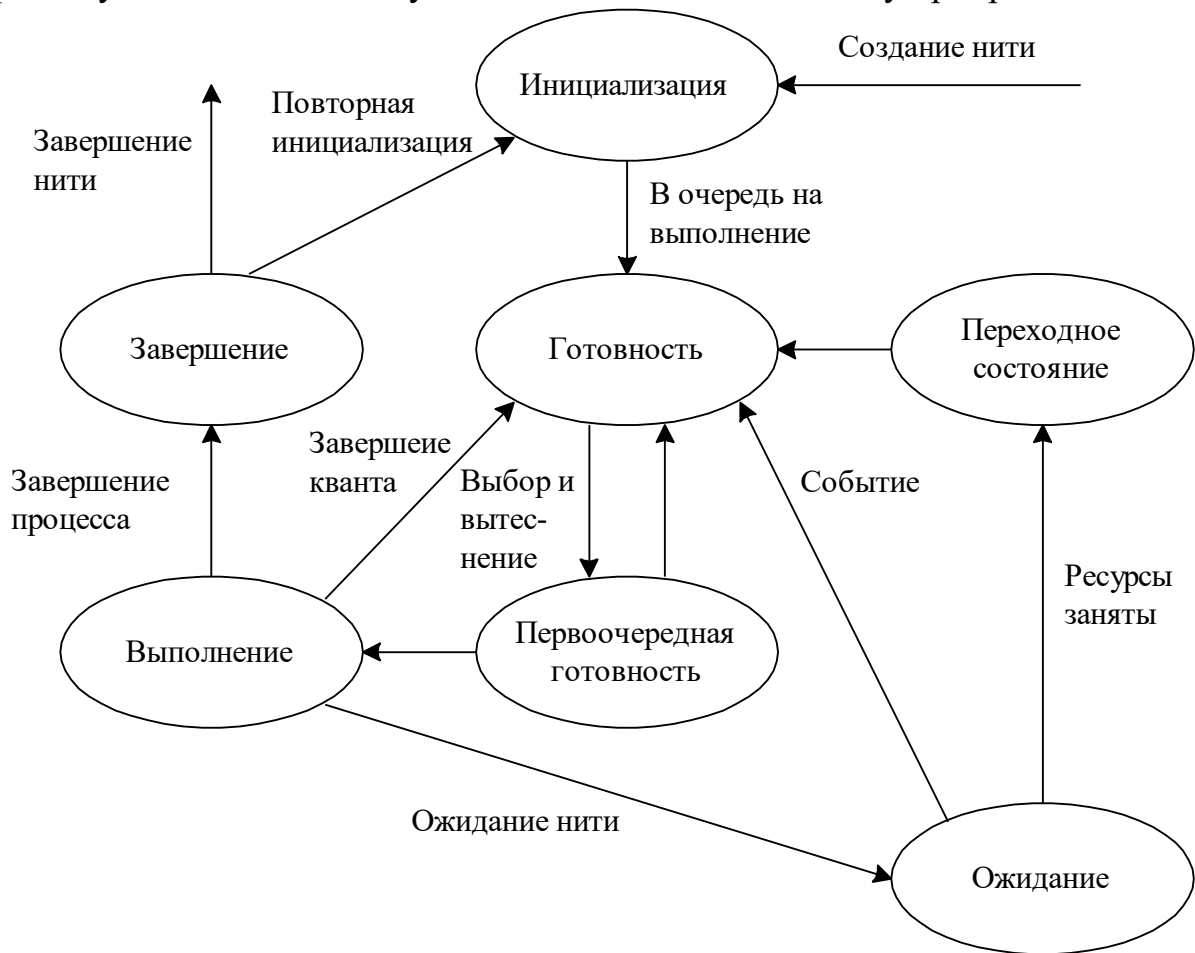 Создание нити
Инициализация
Повторная
инициализация
Завершение
нити
В очередь на
выполнение
Завершение
Готовность
Переходное
состояние
Завершеие
кванта
Завершение
процесса
Выбор и
вытес-
нение
Событие
Ресурсы
заняты
Выполнение
Первоочередная
готовность
Ожидание нити
Ожидание